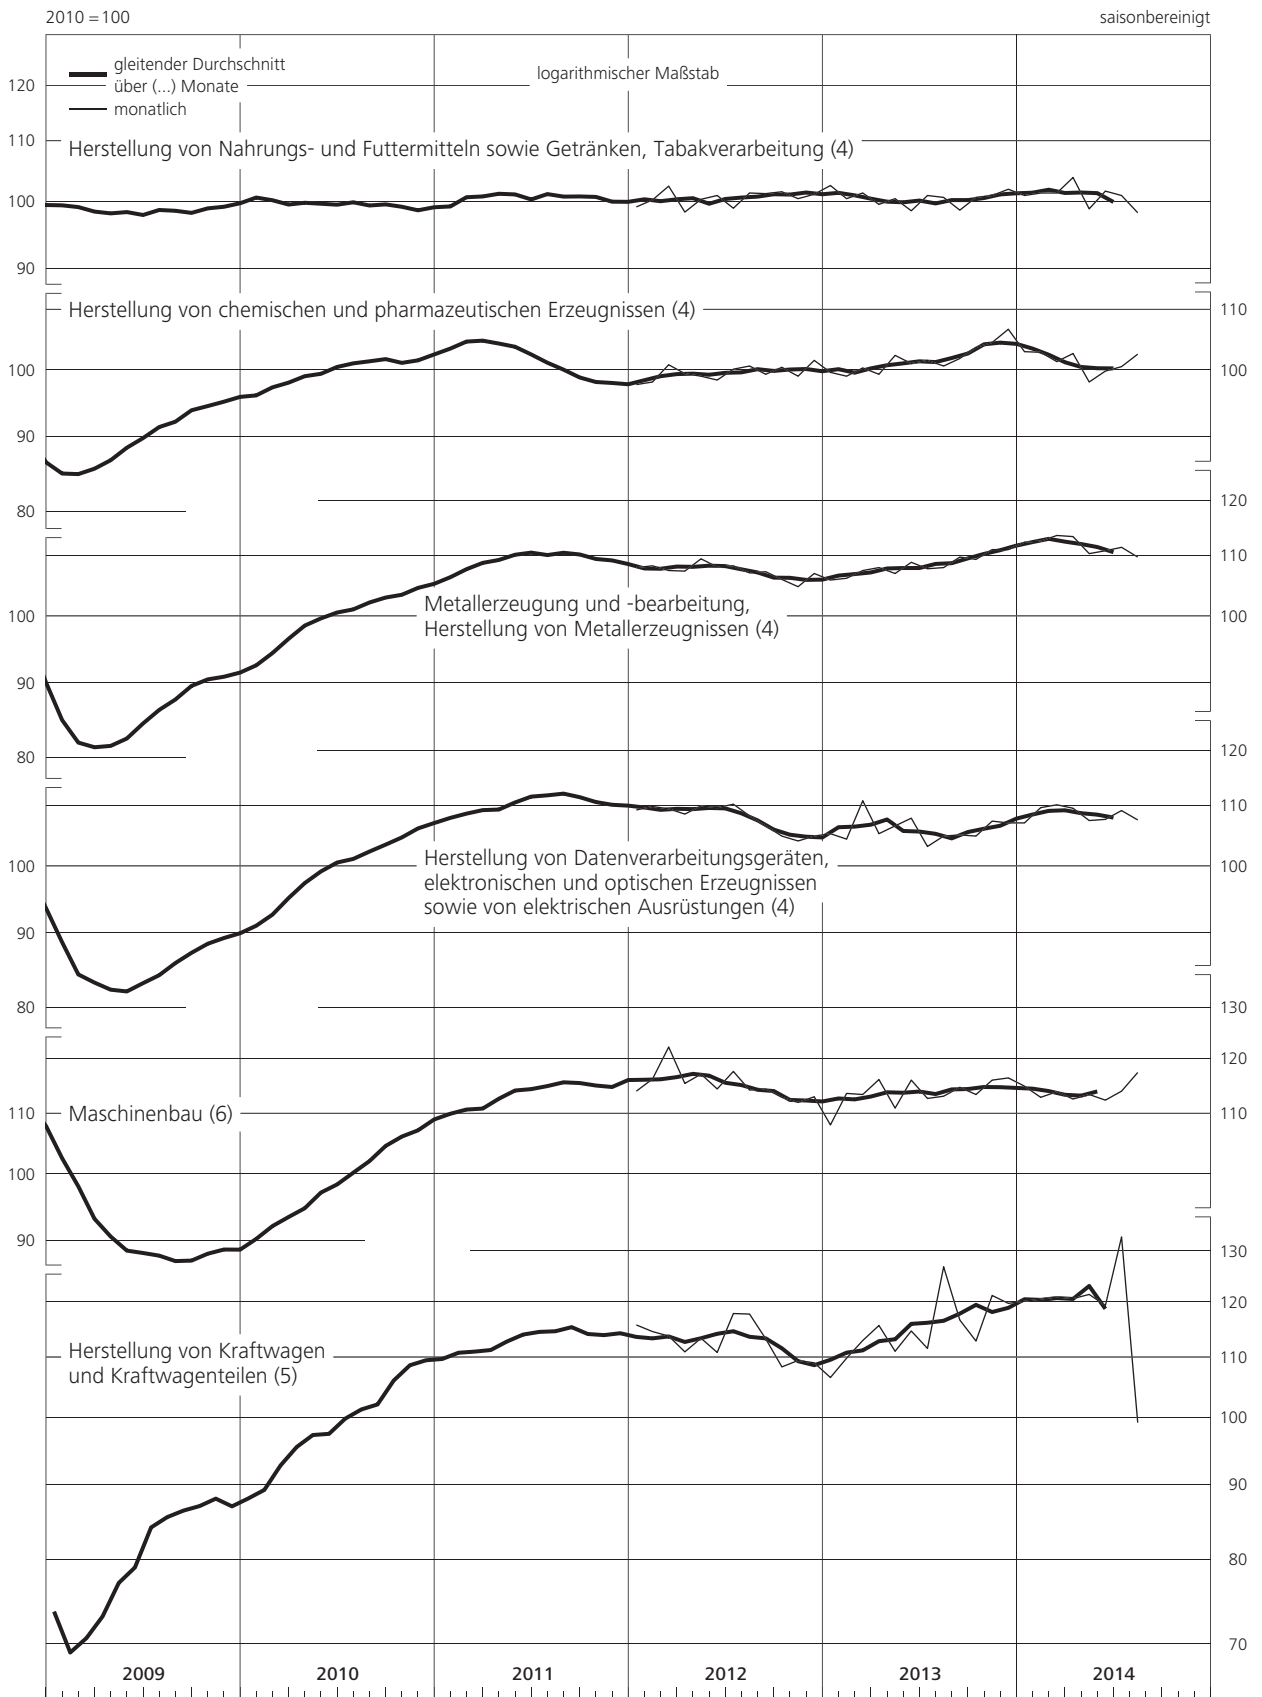 2010 = 100
saisonbereinigt
gleitender Durchschnitt
über (...) Monate
monatlich
logarithmischer Maßstab
120
110
Herstellung von Nahrungs- und Futtermitteln sowie Getränken, Tabakverarbeitung (4)
100
90
Herstellung von chemischen und pharmazeutischen Erzeugnissen (4)
110
100
100
90
120
80
110
Metallerzeugung und -bearbeitung,
Herstellung von Metallerzeugnissen (4)
100
100
90
80
120
110
Herstellung von Datenverarbeitungsgeräten,
elektronischen und optischen Erzeugnissen
sowie von elektrischen Ausrüstungen (4)
100
100
90
80
130
120
Maschinenbau (6)
110
110
100
90
130
120
Herstellung von Kraftwagen
und Kraftwagenteilen (5)
110
100
90
80
70
2009 2010 2011 2012 2013 2014